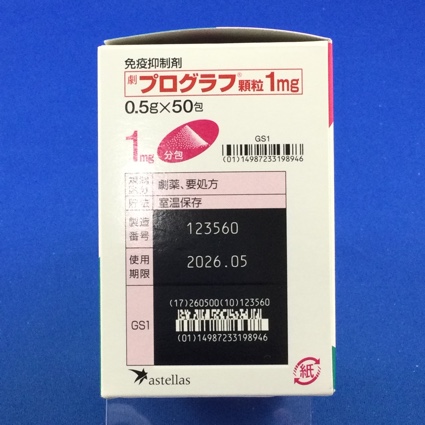 免疫抑制剤
劇 プログラフ® 顆粒1mg
0.5g×50包
1mg 分包
GS1
(01)14987233198946
規制区分 劇薬、要処方
貯法 室温保存
製造番号 123560
使用期限 2026.05
(17)260500(10)123560
GS1
(01)14987233198946
astellas
紙